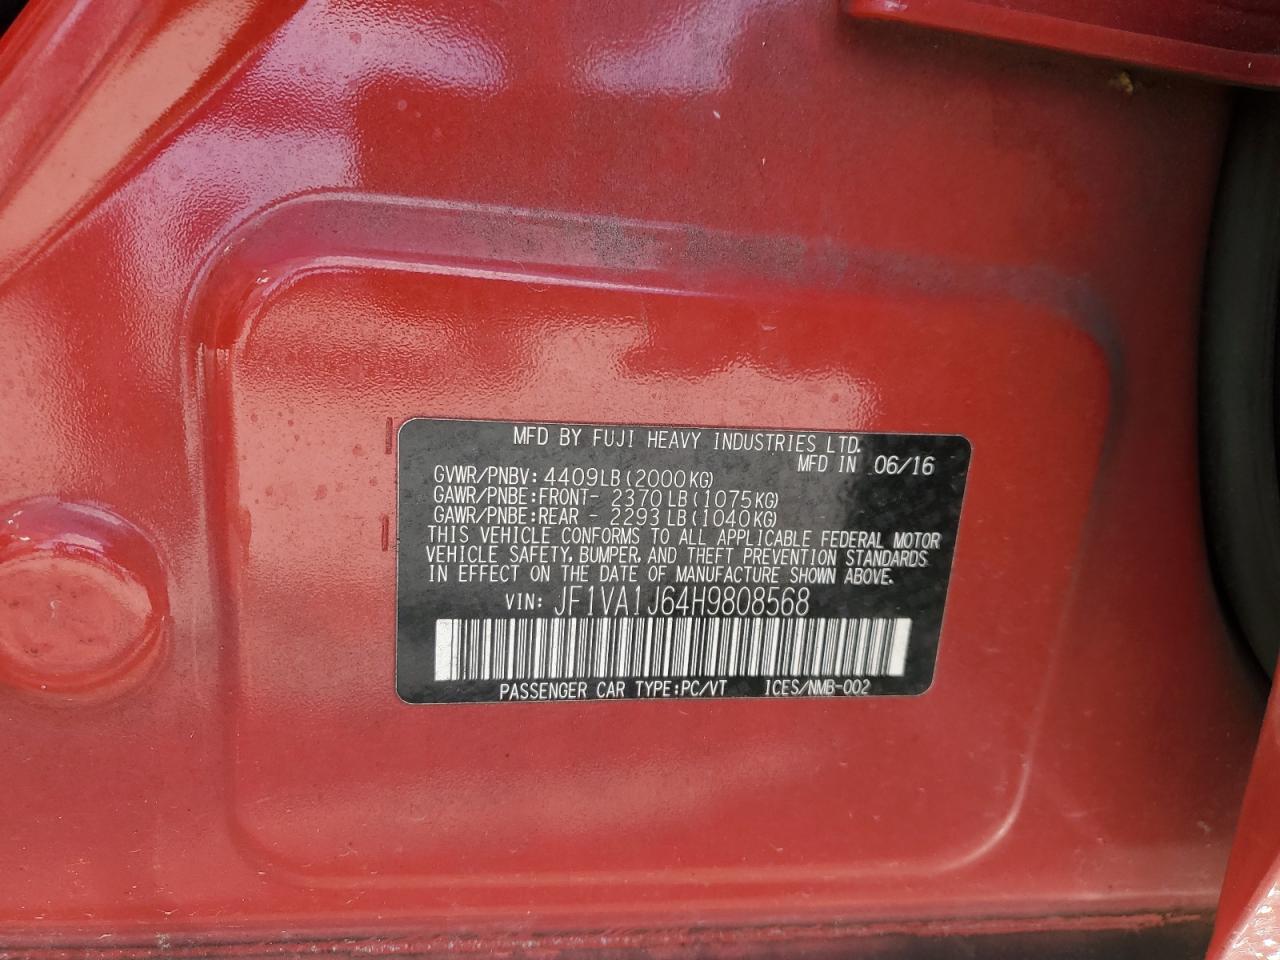 MFD BY FUJI HEAVY INDUSTRIES LTD.
MFD IN 06/16
GVWR/PNBV: 4409LB(2000KG)
GAWR/PNBE:FRONT- 2370LB(1075KG)
GAWR/PNBE:REAR - 2293LB(1040KG)
THIS VEHICLE CONFORMS TO ALL APPLICABLE FEDERAL MOTOR
VEHICLE SAFETY, BUMPER, AND THEFT PREVENTION STANDARDS
IN EFFECT ON THE DATE OF MANUFACTURE SHOWN ABOVE.
VIN: JF1VA1J64H9808568
PASSENGER CAR TYPE:PC/VT ICES/NMB-002